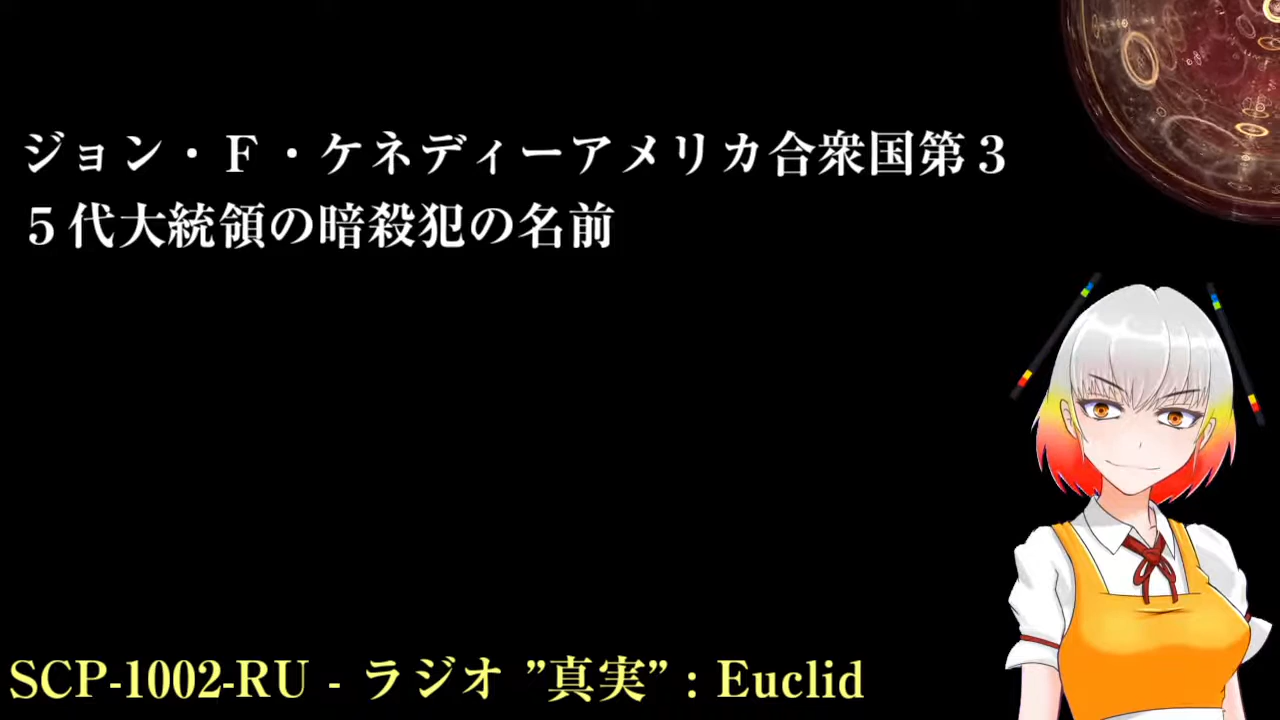 ジョン・Ｆ・ケネディーアメリカ合衆国第３
５代大統領の暗殺犯の名前
SCP-1002-RU - ラジオ ”真実” : Euclid